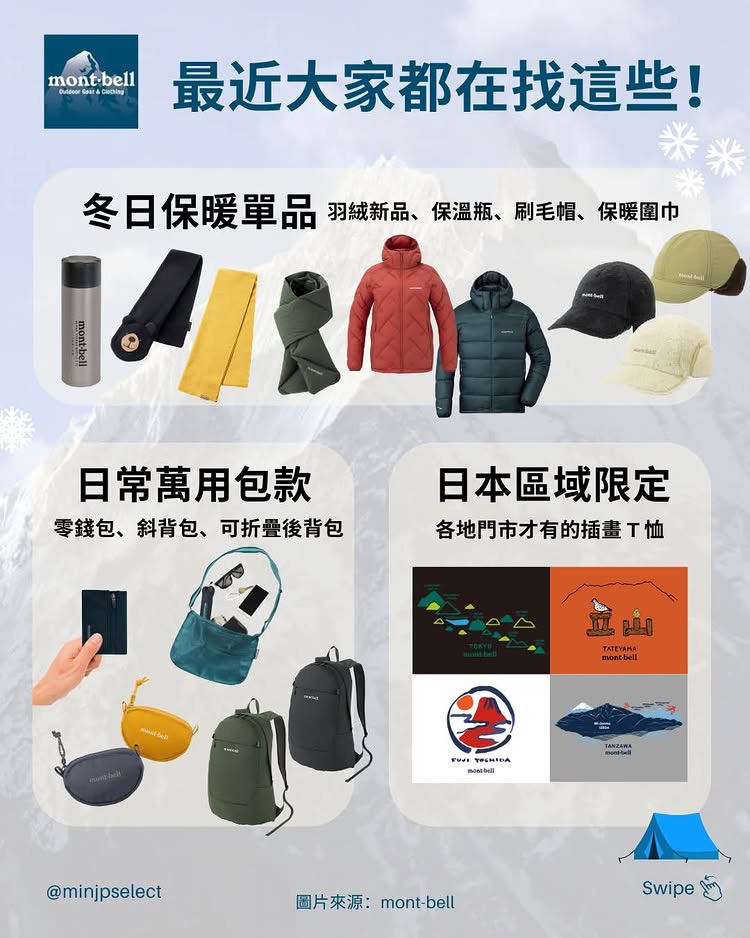 mont·bell
Outdoor Gear & Clothing
最近大家都在找這些！
冬日保暖單品 羽絨新品、保溫瓶、刷毛帽、保暖圍巾
mont-bell
mont-bell
mont-bell
日常萬用包款
零錢包、斜背包、可折疊後背包
mont-bell
mont-bell
日本區域限定
各地門市才有的插畫T恤
TOKYO
mont-bell
TATEYAMA
mont-bell
FUJI YOSHIDA
mont-bell
TANZAWA
mont-bell
@minjpselect
圖片來源：mont-bell
Swipe